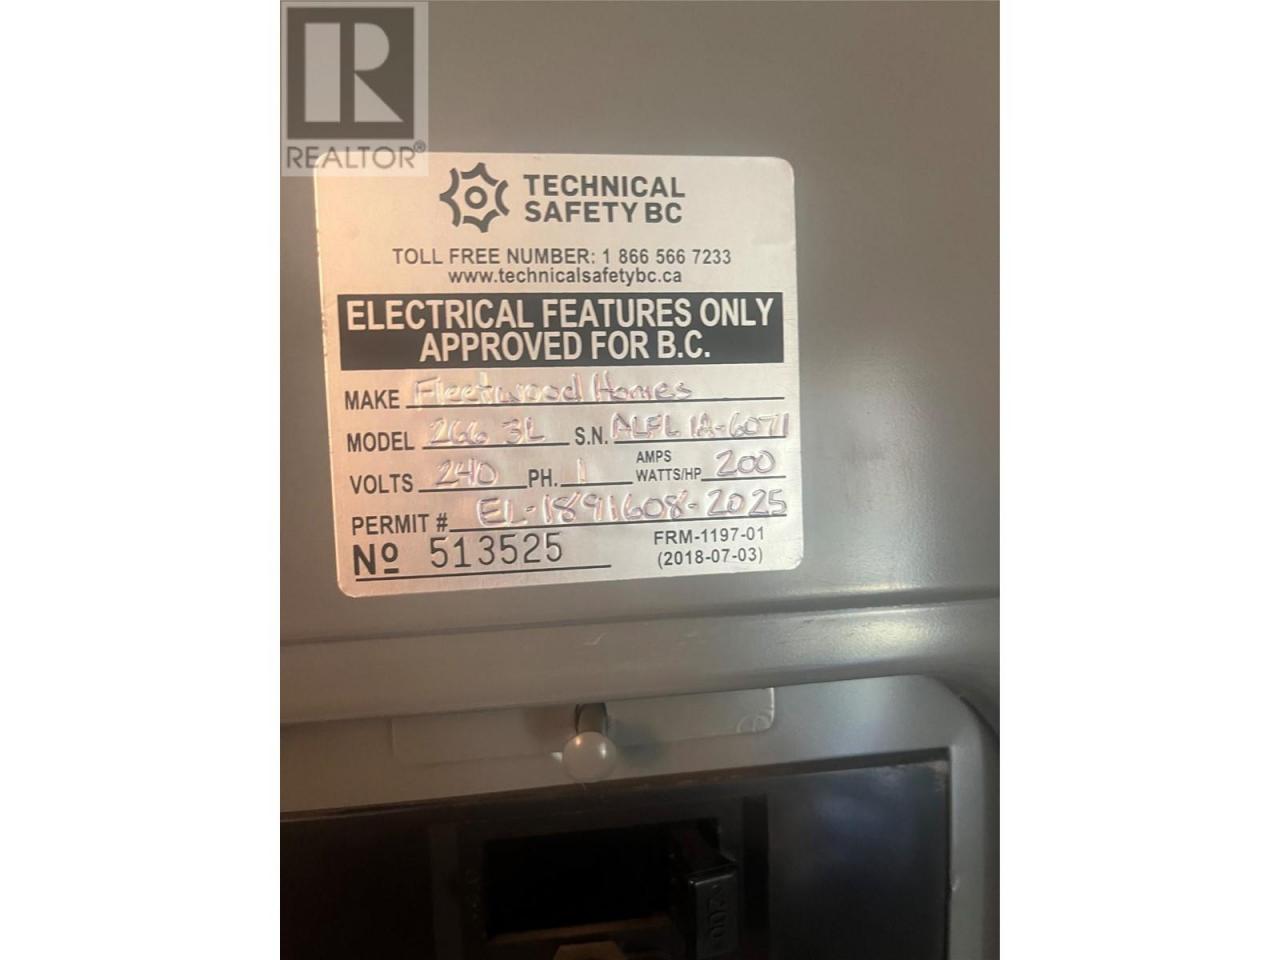 REALTOR®
TECHNICAL
SAFETY BC
TOLL FREE NUMBER: 1 866 566 7233
www.technicalsafetybc.ca
ELECTRICAL FEATURES ONLY
APPROVED FOR B.C.
MAKE Fleetwood Homes
MODEL 266 3L S.N. ALFL1A-6071
VOLTS 240 PH. 1 AMPS WATTS/HP 200
PERMIT # EL-1891608-2025
Nº 513525 FRM-1197-01
(2018-07-03)
200